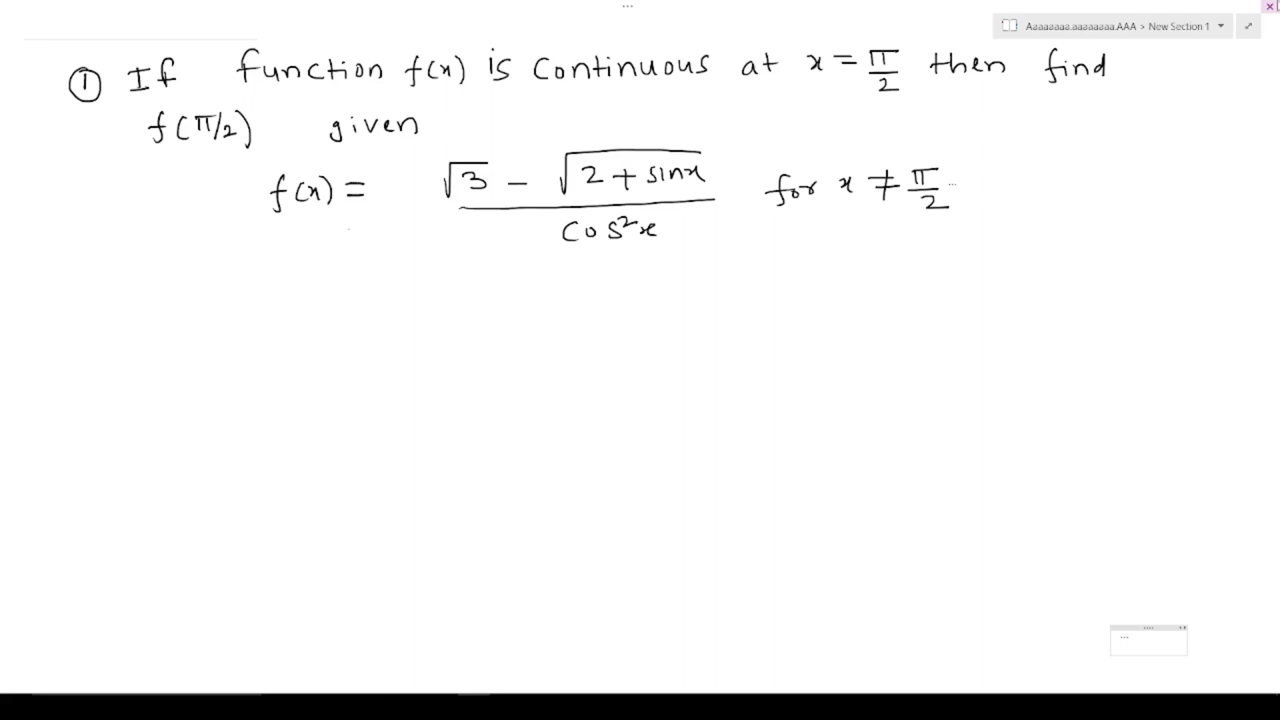 Aaaaaaaa.aaaaaaaa.AAA > New Section 1
① If function f(x) is continuous at x = π/2 then find
f(π/2) given
f(x) = (√3 - √(2 + sinx)) / cos²x for x ≠ π/2